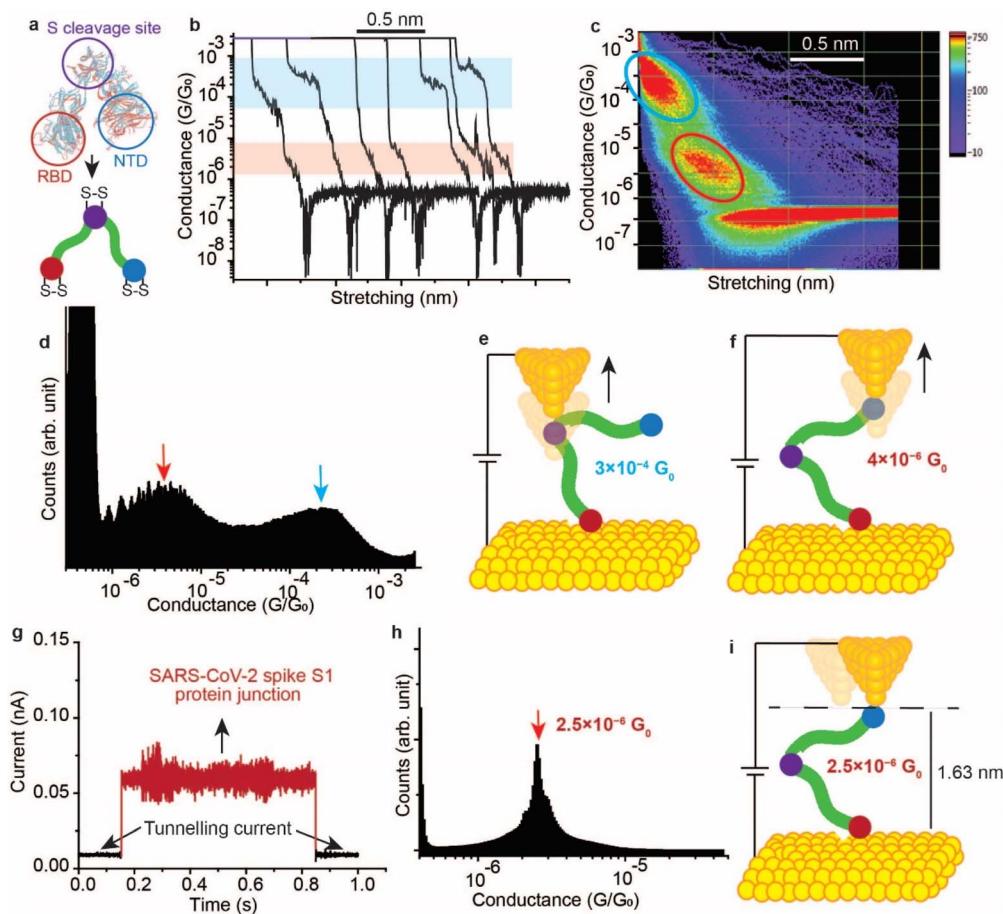 a
S cleavage site
RBD
NTD
S-S
S-S
S-S
b
0.5 nm
10⁻³
10⁻⁴
10⁻⁵
10⁻⁶
10⁻⁷
10⁻⁸
Conductance (G/G₀)
Stretching (nm)
c
0.5 nm
10⁻³
10⁻⁴
10⁻⁵
10⁻⁶
10⁻⁷
Conductance (G/G₀)
Stretching (nm)
750
100
10
d
Counts (arb. unit)
10⁻⁶ 10⁻⁵ 10⁻⁴ 10⁻³
Conductance (G/G₀)
e
3×10⁻⁴ G₀
f
4×10⁻⁶ G₀
g
0.15
0.10
0.05
0.00
Current (nA)
SARS-CoV-2 spike S1
protein junction
Tunnelling current
0.0 0.2 0.4 0.6 0.8 1.0
Time (s)
h
2.5×10⁻⁶ G₀
Counts (arb. unit)
10⁻⁶ 10⁻⁵
Conductance (G/G₀)
i
2.5×10⁻⁶ G₀
1.63 nm